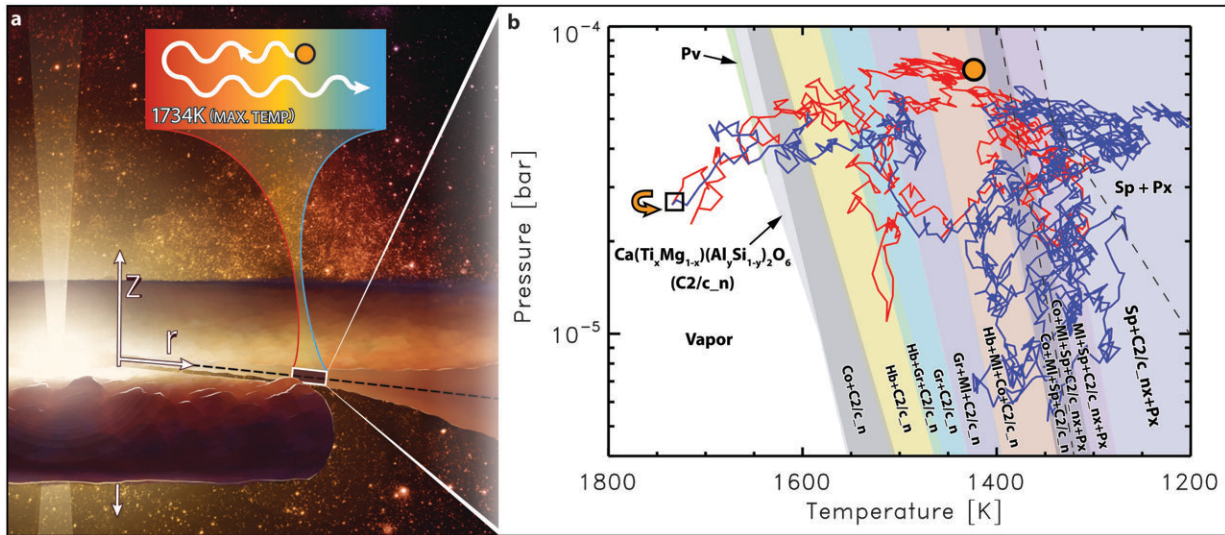 a
1734K (MAX. TEMP.)
Z
r
b
10⁻⁴
10⁻⁵
Pressure [bar]
Pv
Ca(TiₓMg₁₋ₓ)(AlᵧSi₁₋ᵧ)₂O₆
(C2/c_n)
Vapor
Sp + Px
Co+C2/c_n
Hb+C2/c_n
Hb+Gr+C2/c_n
Gr+C2/c_n
Gr+Ml+C2/c_n
Hb+Ml+Co+C2/c_n
Co+Ml+Sp+C2/c_n
Co+Ml+Sp+C2/c_nx+Px
Ml+Sp+C2/c_nx+Px
Sp+C2/c_nx+Px
1800
1600
1400
1200
Temperature [K]